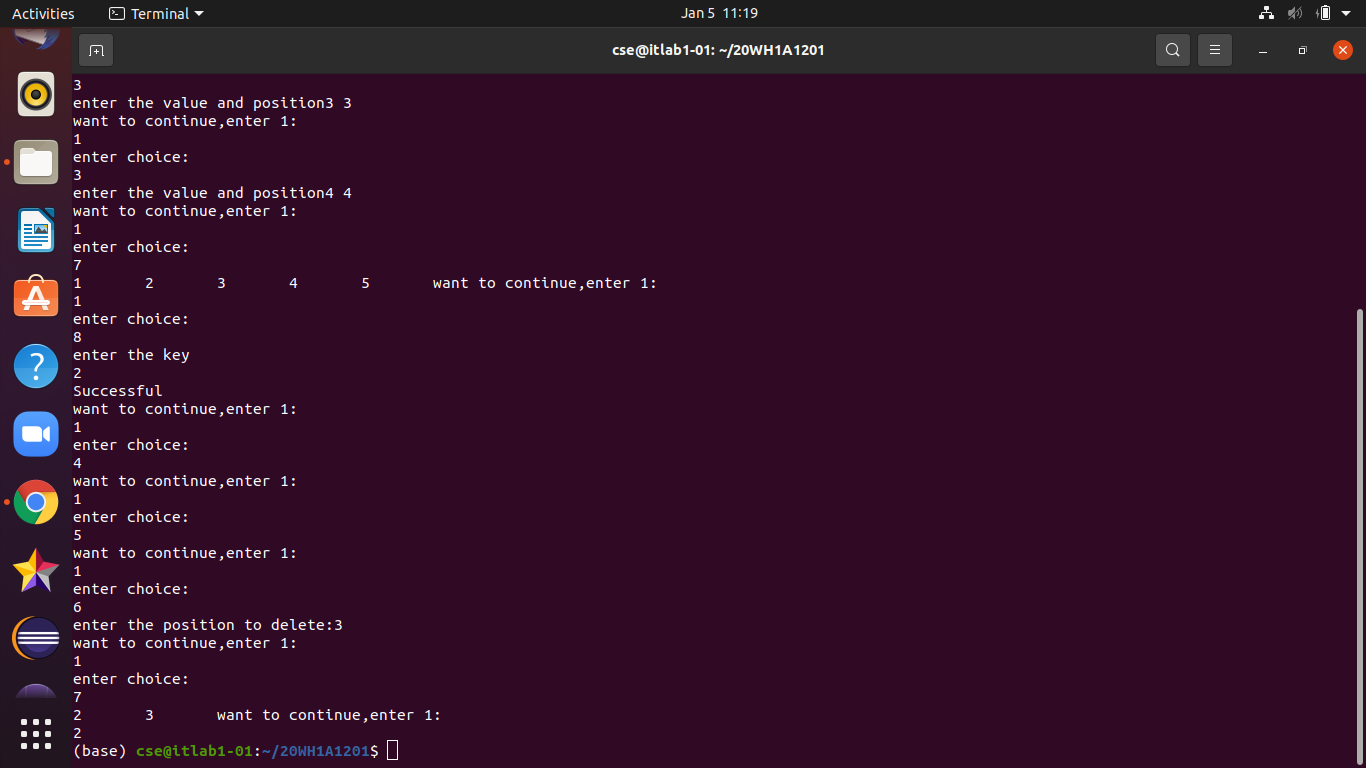 Activities Terminal Jan 5 11:19
cse@itlab1-01: ~/20WH1A1201
3
enter the value and position3 3
want to continue,enter 1:
1
enter choice:
3
enter the value and position4 4
want to continue,enter 1:
1
enter choice:
7
1 2 3 4 5 want to continue,enter 1:
1
enter choice:
8
enter the key
2
Successful
want to continue,enter 1:
1
enter choice:
4
want to continue,enter 1:
1
enter choice:
5
want to continue,enter 1:
1
enter choice:
6
enter the position to delete:3
want to continue,enter 1:
1
enter choice:
7
2 3 want to continue,enter 1:
2
(base) cse@itlab1-01:~/20WH1A1201$